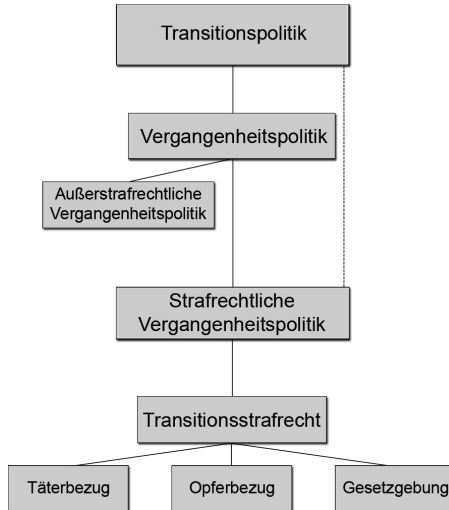 Transitionspolitik
Vergangenheitspolitik
Außerstrafrechtliche
Vergangenheitspolitik
Strafrechtliche
Vergangenheitspolitik
Transitionsstrafrecht
Täterbezug
Opferbezug
Gesetzgebung